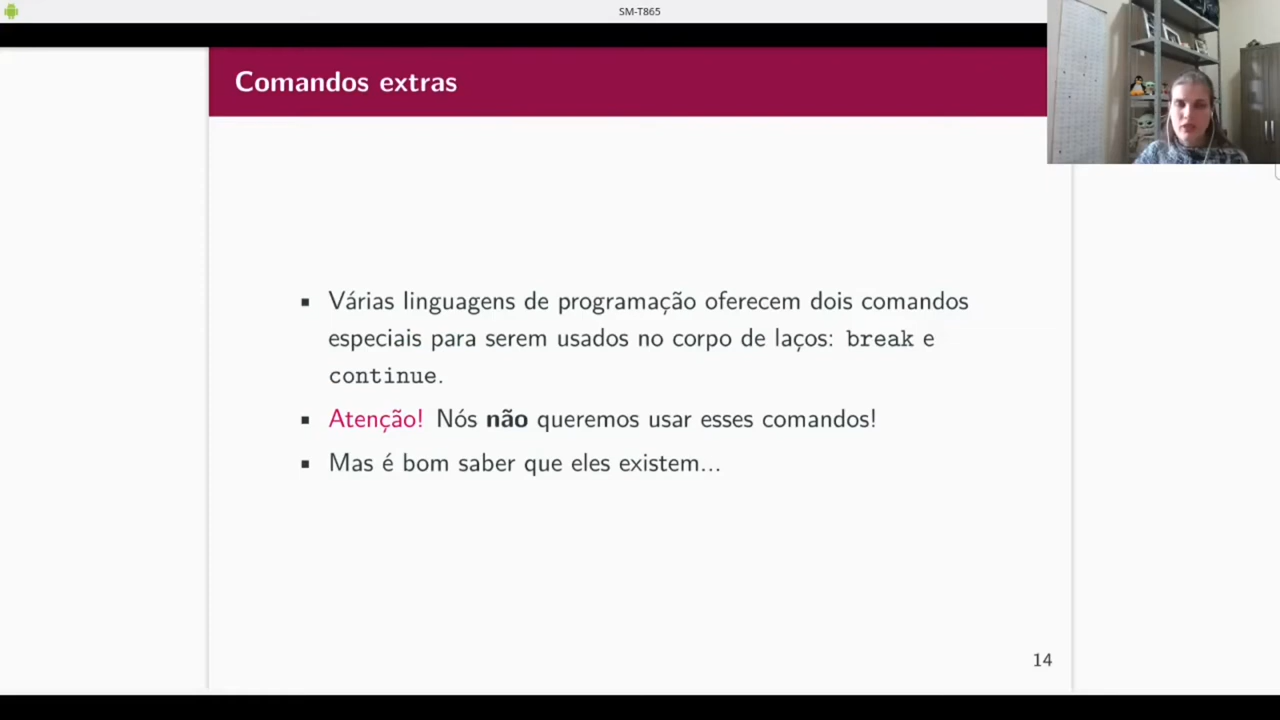 SM-T865
Comandos extras
▪ Várias linguagens de programação oferecem dois comandos
especiais para serem usados no corpo de laços: break e
continue.
▪ Atenção! Nós não queremos usar esses comandos!
▪ Mas é bom saber que eles existem...
14